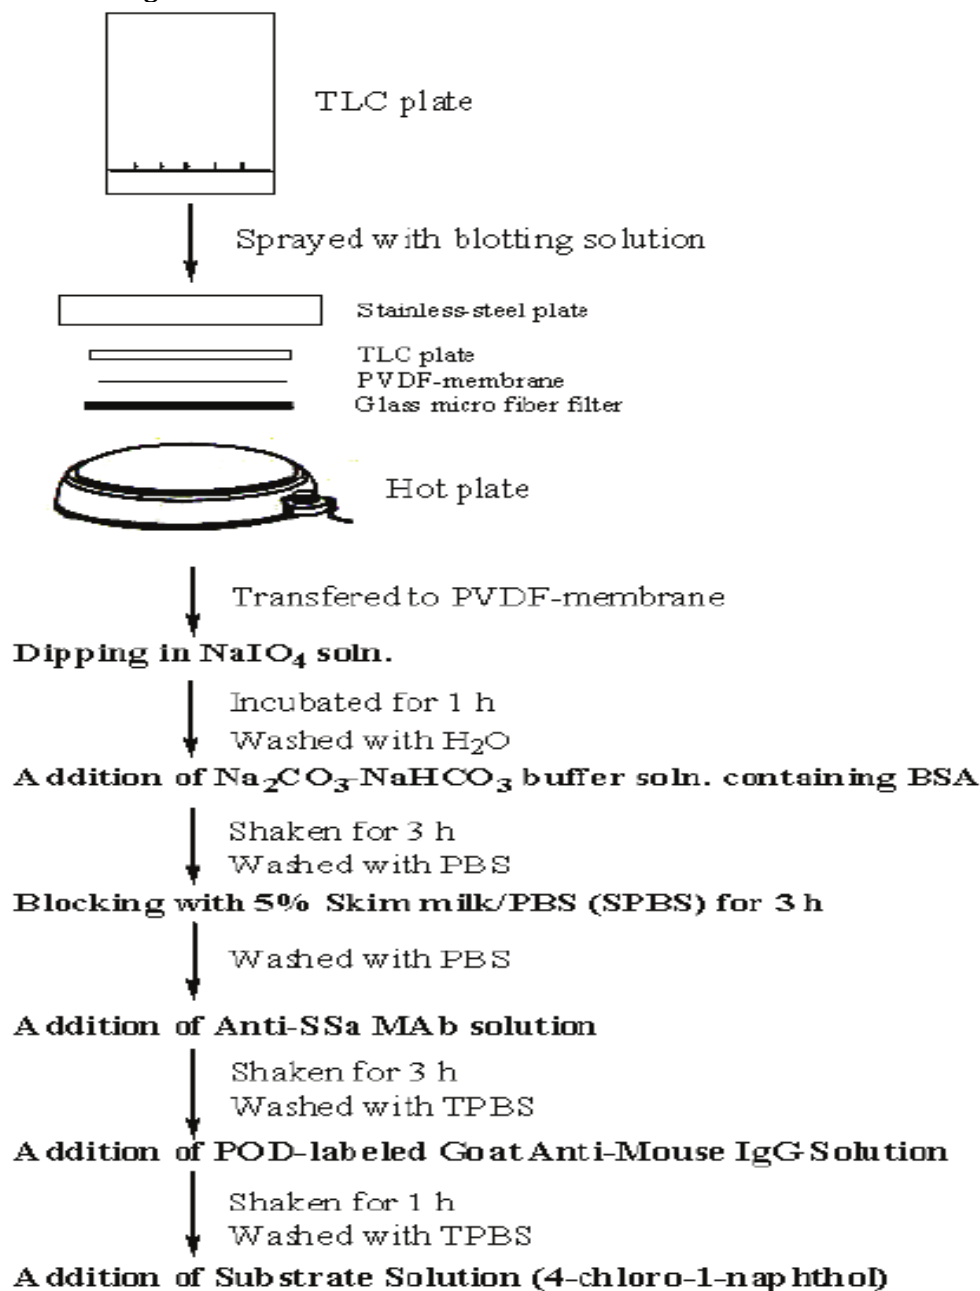 TLC plate
Sprayed with blotting solution
Stainless-steel plate
TLC plate
PVDF-membrane
Glass micro fiber filter
Hot plate
Transfered to PVDF-membrane
Dipping in NaIO₄ soln.
Incubated for 1 h
Washed with H₂O
Addition of Na₂CO₃-NaHCO₃ buffer soln. containing BSA
Shaken for 3 h
Washed with PBS
Blocking with 5% Skim milk/PBS (SPBS) for 3 h
Washed with PBS
Addition of Anti-SSa MAb solution
Shaken for 3 h
Washed with TPBS
Addition of POD-labeled Goat Anti-Mouse IgG Solution
Shaken for 1 h
Washed with TPBS
Addition of Substrate Solution (4-chloro-1-naphthol)